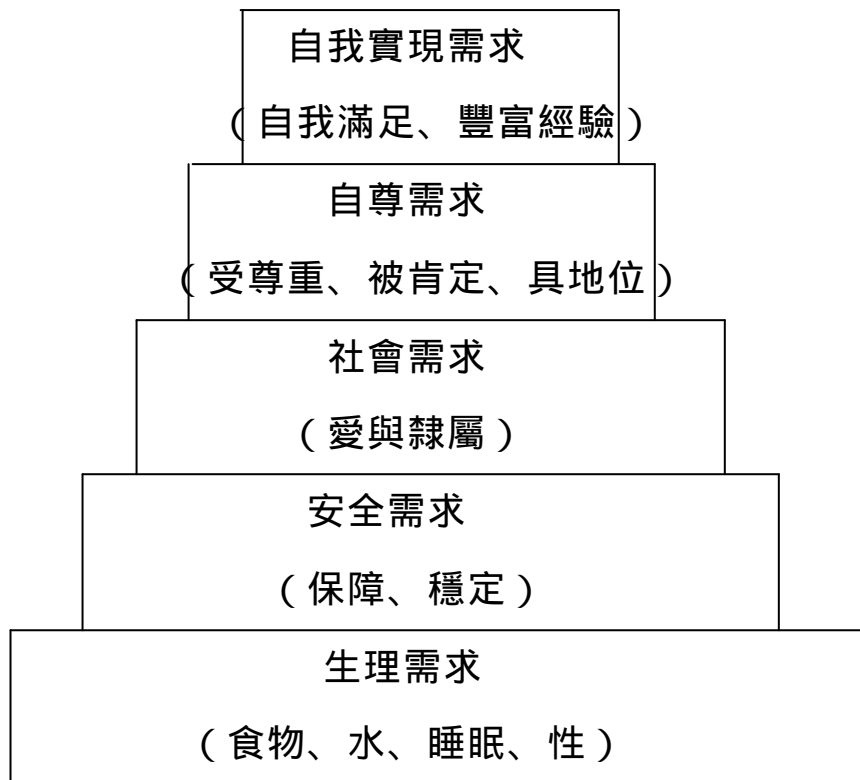 自我實現需求
(自我滿足、豐富經驗)
自尊需求
(受尊重、被肯定、具地位)
社會需求
(愛與隸屬)
安全需求
(保障、穩定)
生理需求
(食物、水、睡眠、性)